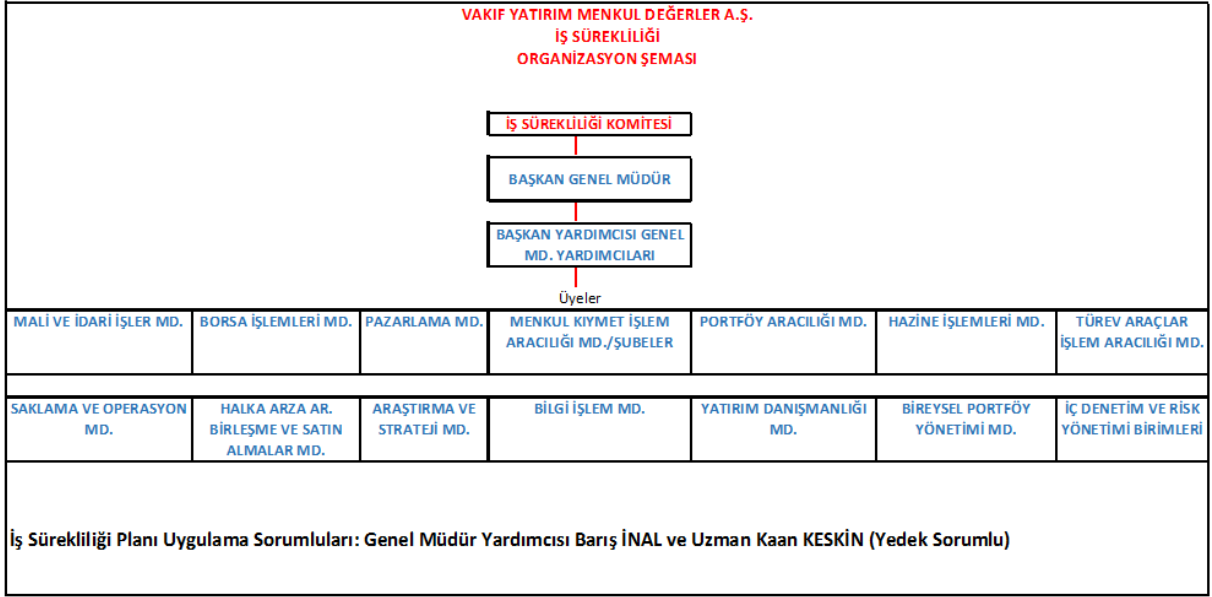 VAKIF YATIRIM MENKUL DEĞERLER A.Ş.
İŞ SÜREKLİLİĞİ
ORGANİZASYON ŞEMASI
İŞ SÜREKLİLİĞİ KOMİTESİ
BAŞKAN GENEL MÜDÜR
BAŞKAN YARDIMCISI GENEL
MD. YARDIMCILARI
Üyeler
MALİ VE İDARİ İŞLER MD.
BORSA İŞLEMLERİ MD.
PAZARLAMA MD.
MENKUL KIYMET İŞLEM
ARACILIĞI MD./ŞUBELER
PORTFÖY ARACILIĞI MD.
HAZİNE İŞLEMLERİ MD.
TÜREV ARAÇLAR
İŞLEM ARACILIĞI MD.
SAKLAMA VE OPERASYON
MD.
HALKA ARZA AR.
BİRLEŞME VE SATIN
ALMALAR MD.
ARAŞTIRMA VE
STRATEJİ MD.
BİLGİ İŞLEM MD.
YATIRIM DANIŞMANLIĞI
MD.
BİREYSEL PORTFÖY
YÖNETİMİ MD.
İÇ DENETİM VE RİSK
YÖNETİMİ BİRİMLERİ
İş Sürekliliği Planı Uygulama Sorumluları: Genel Müdür Yardımcısı Barış İNAL ve Uzman Kaan KESKİN (Yedek Sorumlu)